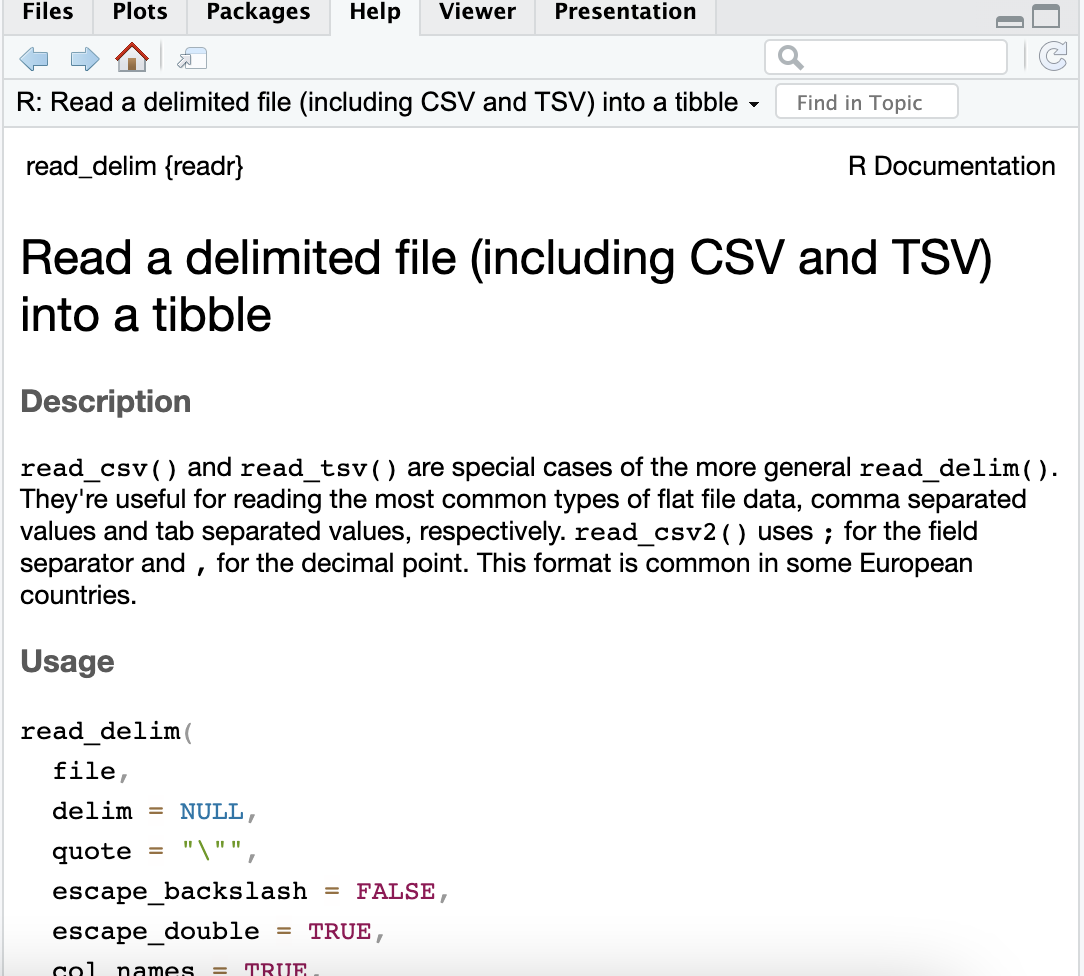 Files Plots Packages Help Viewer Presentation
R: Read a delimited file (including CSV and TSV) into a tibble Find in Topic
read_delim {readr} R Documentation
Read a delimited file (including CSV and TSV)
into a tibble
Description
read_csv() and read_tsv() are special cases of the more general read_delim().
They're useful for reading the most common types of flat file data, comma separated
values and tab separated values, respectively. read_csv2() uses ; for the field
separator and , for the decimal point. This format is common in some European
countries.
Usage
read_delim(
  file,
  delim = NULL,
  quote = "\"",
  escape_backslash = FALSE,
  escape_double = TRUE,
  col_names = TRUE,